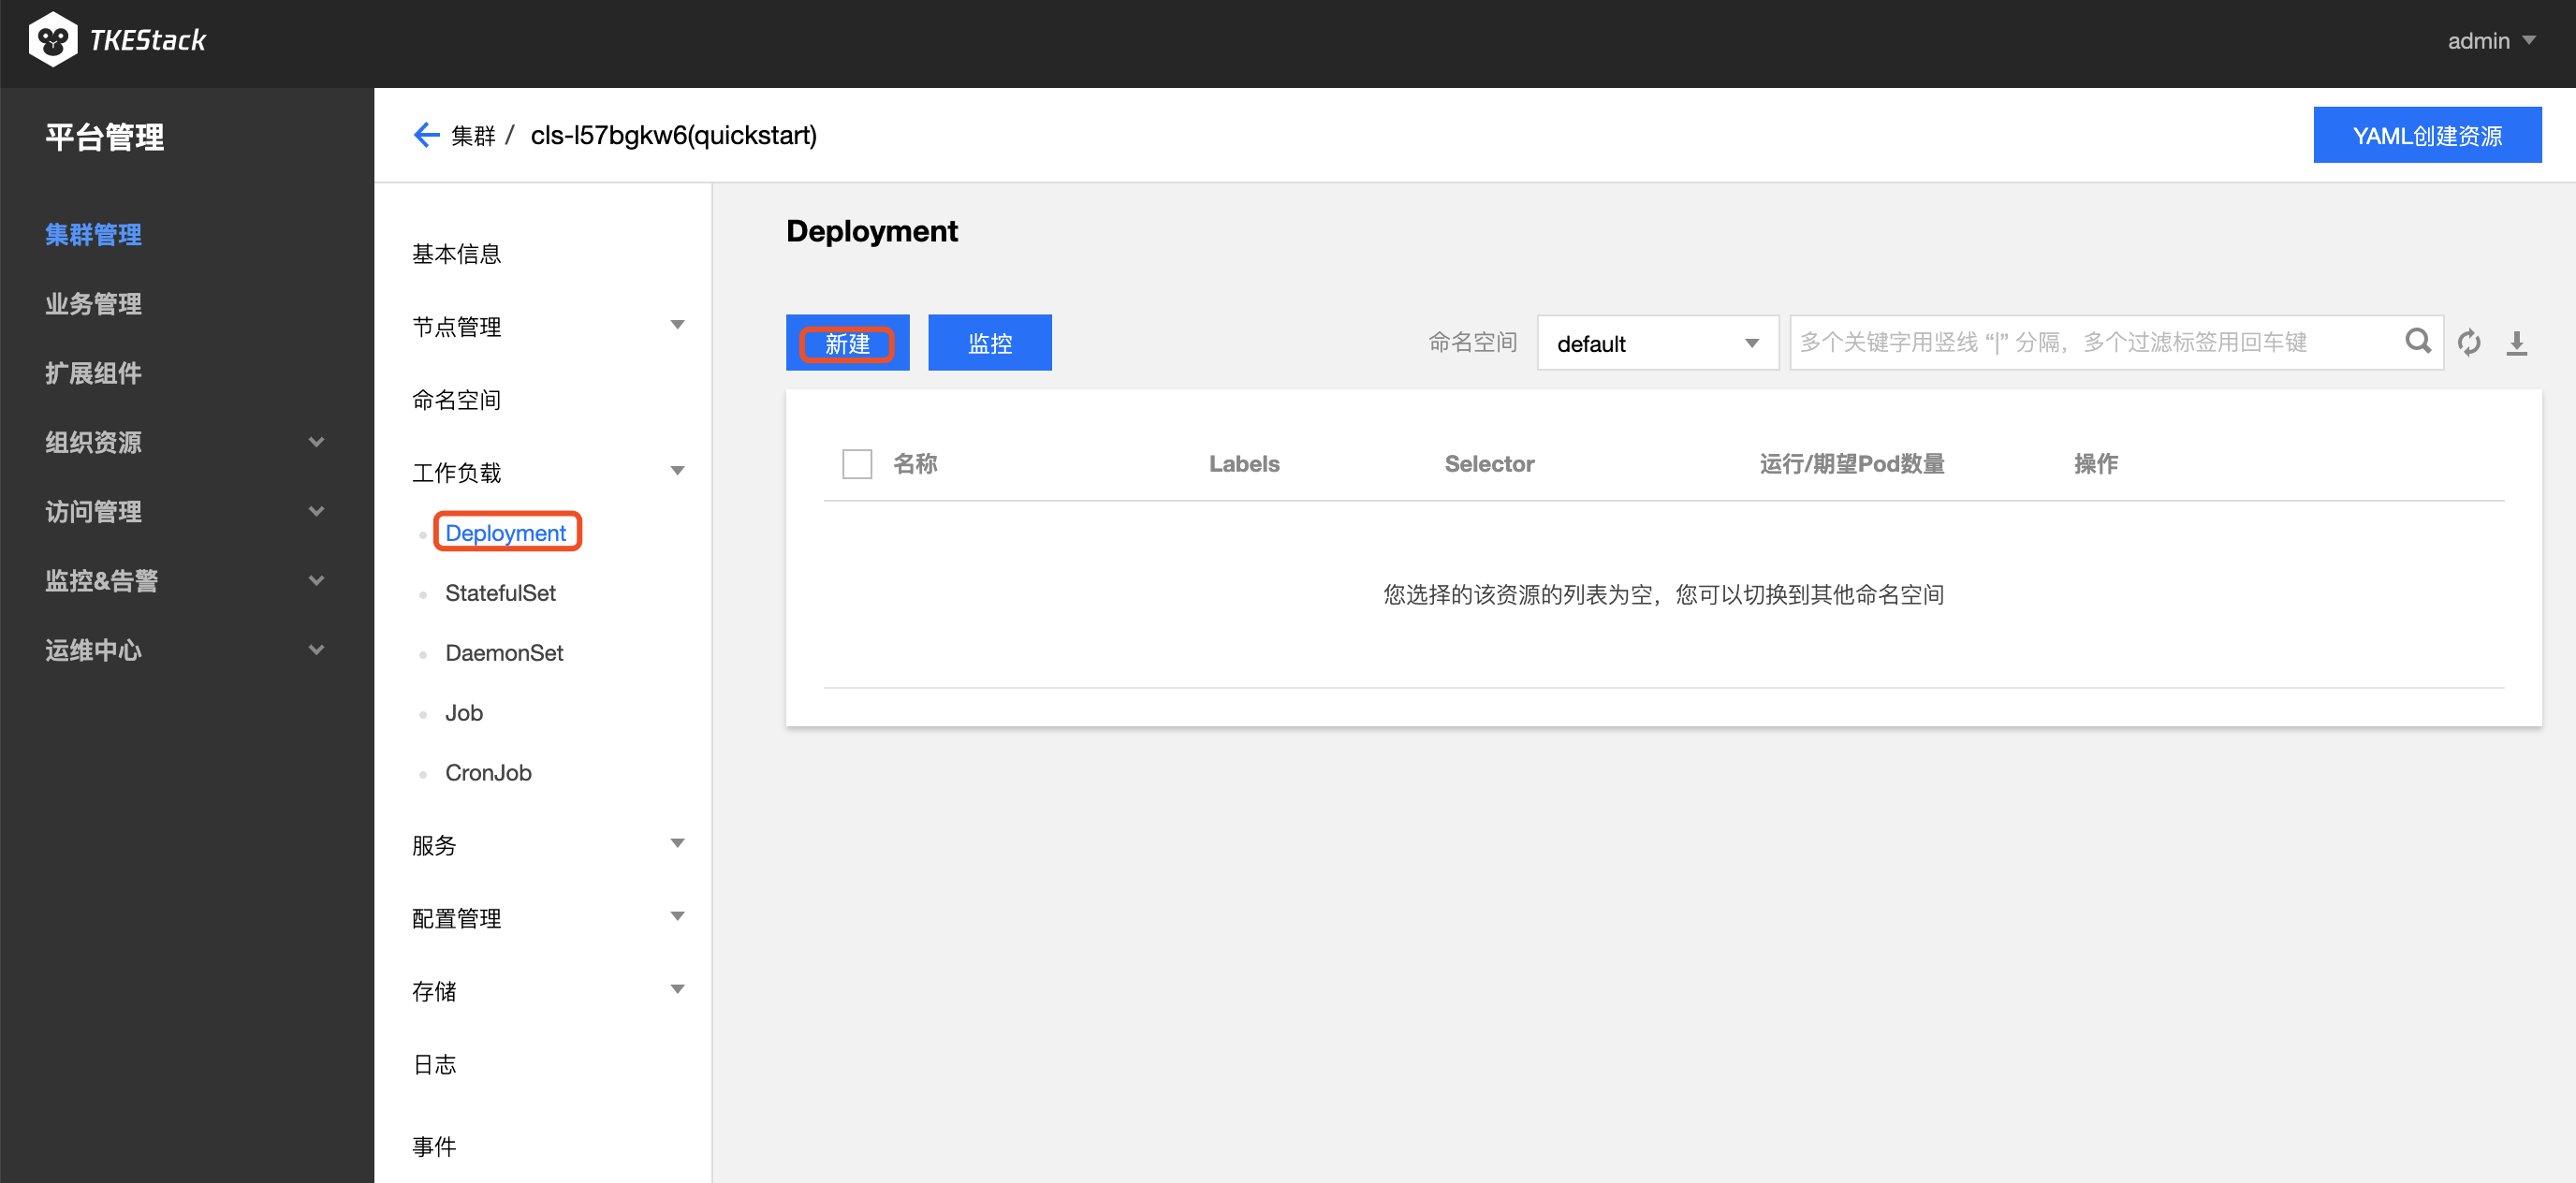 TKEStack
admin
平台管理
集群管理
业务管理
扩展组件
组织资源
访问管理
监控&告警
运维中心
集群 / cls-l57bgkw6(quickstart)
YAML创建资源
基本信息
节点管理
命名空间
工作负载
Deployment
StatefulSet
DaemonSet
Job
CronJob
服务
配置管理
存储
日志
事件
Deployment
新建 监控 命名空间 default 多个关键字用竖线 “|” 分隔，多个过滤标签用回车键
名称 Labels Selector 运行/期望Pod数量 操作
您选择的该资源的列表为空，您可以切换到其他命名空间